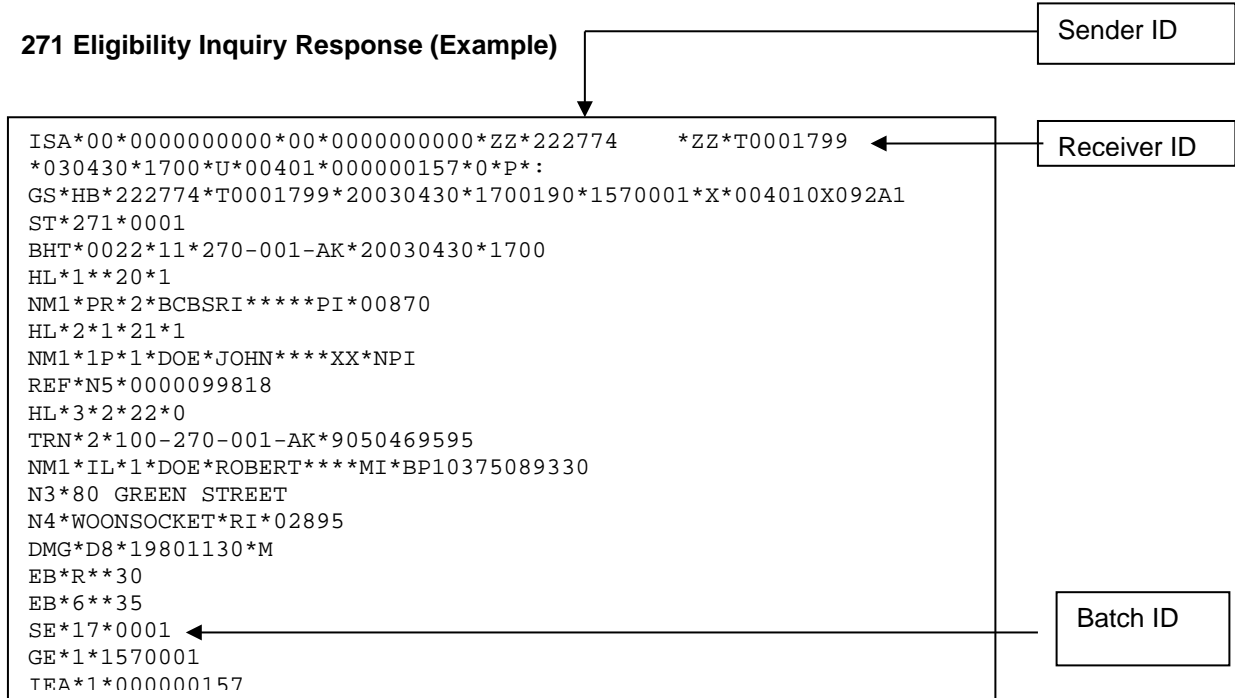 Sender ID
271 Eligibility Inquiry Response (Example)
ISA*00*0000000000*00*0000000000*ZZ*222774     *ZZ*T0001799
Receiver ID
*030430*1700*U*00401*000000157*0*P*:
GS*HB*222774*T0001799*20030430*1700190*1570001*X*004010X092A1
ST*271*0001
BHT*0022*11*270-001-AK*20030430*1700
HL*1**20*1
NM1*PR*2*BCBSRI*****PI*00870
HL*2*1*21*1
NM1*1P*1*DOE*JOHN****XX*NPI
REF*N5*0000099818
HL*3*2*22*0
TRN*2*100-270-001-AK*9050469595
NM1*IL*1*DOE*ROBERT****MI*BP10375089330
N3*80 GREEN STREET
N4*WOONSOCKET*RI*02895
DMG*D8*19801130*M
EB*R**30
EB*6**35
Batch ID
SE*17*0001
GE*1*1570001
IEA*1*000000157